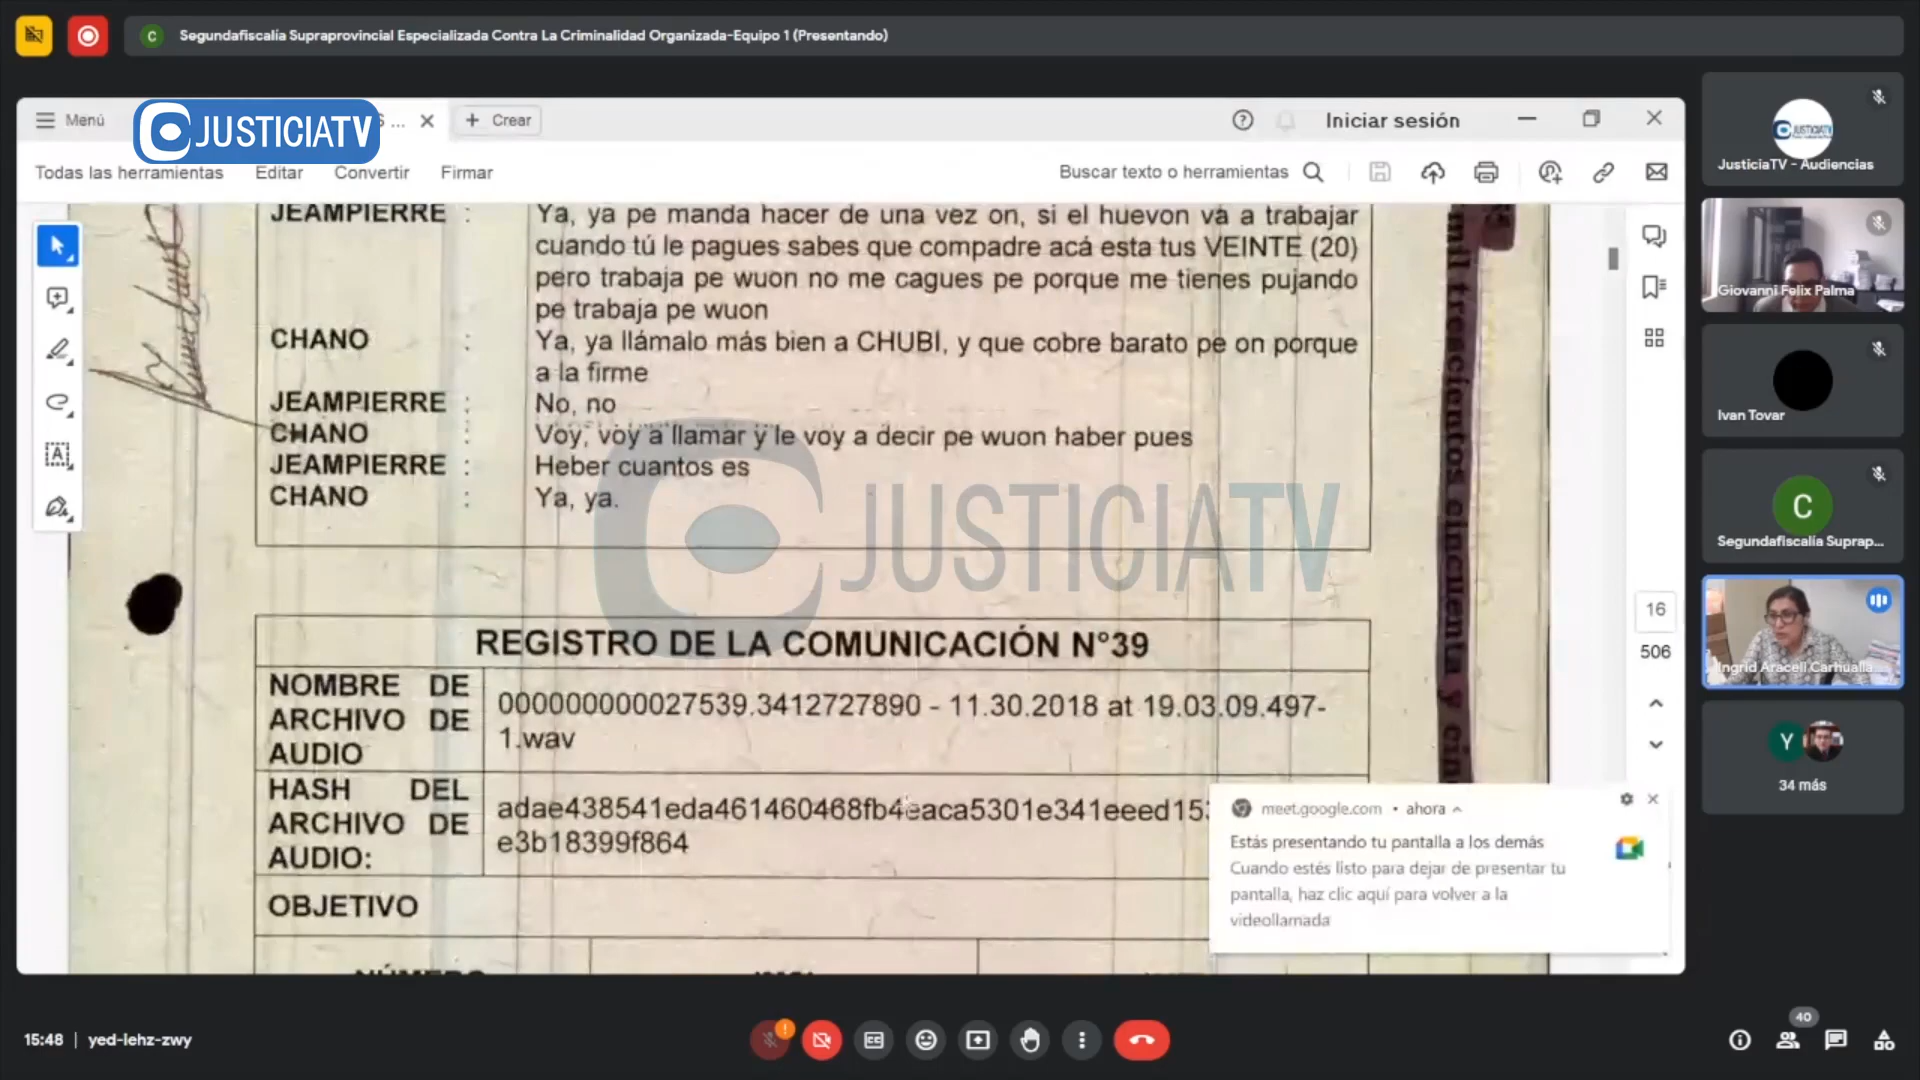 C Segundafiscalía Supraprovincial Especializada Contra La Criminalidad Organizada-Equipo 1 (Presentando)
Menú
JUSTICIATV
S ...
Crear
Iniciar sesión
Todas las herramientas
Editar
Convertir
Firmar
Buscar texto o herramientas
JEAMPIERRE : Ya, ya pe manda hacer de una vez on, si el huevon va a trabajar
cuando tú le pagues sabes que compadre acá esta tus VEINTE (20)
pero trabaja pe wuon no me cagues pe porque me tienes pujando
pe trabaja pe wuon
CHANO : Ya, ya llámalo más bien a CHUBI, y que cobre barato pe on porque
a la firme
JEAMPIERRE : No, no
CHANO : Voy, voy a llamar y le voy a decir pe wuon haber pues
JEAMPIERRE : Heber cuantos es
CHANO : Ya, ya.
JUSTICIATV
REGISTRO DE LA COMUNICACIÓN N°39
NOMBRE DE
ARCHIVO DE
AUDIO
000000000027539.3412727890 - 11.30.2018 at 19.03.09.497-
1.wav
HASH DEL
ARCHIVO DE
AUDIO:
adae438541eda461460468fb4eaca5301e341eeed15
e3b18399f864
OBJETIVO
NÚMERO
mil trescientos cincuenta y
16
506
meet.google.com • ahora
Estás presentando tu pantalla a los demás
Cuando estés listo para dejar de presentar tu
pantalla, haz clic aquí para volver a la
videollamada
JUSTICIATV
JusticiaTV - Audiencias
Giovanni Felix Palma
Ivan Tovar
C
Segundafiscalía Suprap...
Ingrid Araceli Carhualla...
Y
34 más
15:48 | yed-lehz-zwy
40